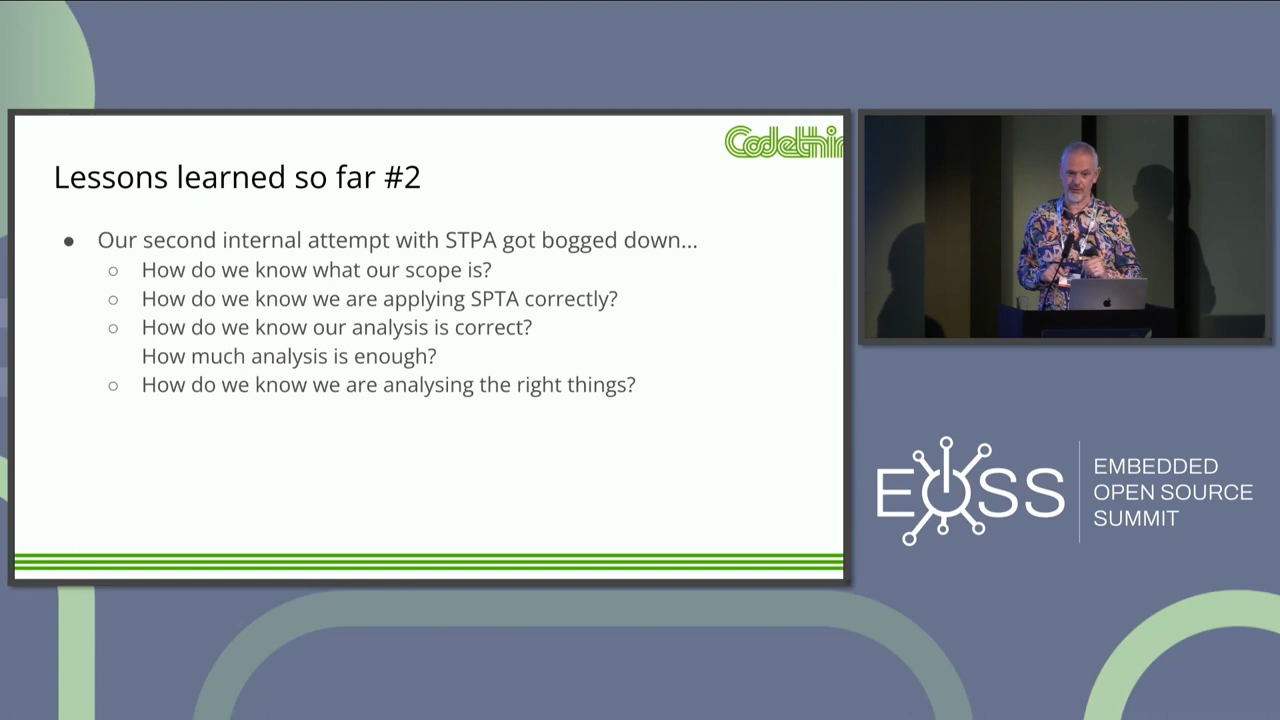 Codethin
Lessons learned so far #2
● Our second internal attempt with STPA got bogged down...
○ How do we know what our scope is?
○ How do we know we are applying SPTA correctly?
○ How do we know our analysis is correct?
How much analysis is enough?
○ How do we know we are analysing the right things?
EOSS
EMBEDDED
OPEN SOURCE
SUMMIT